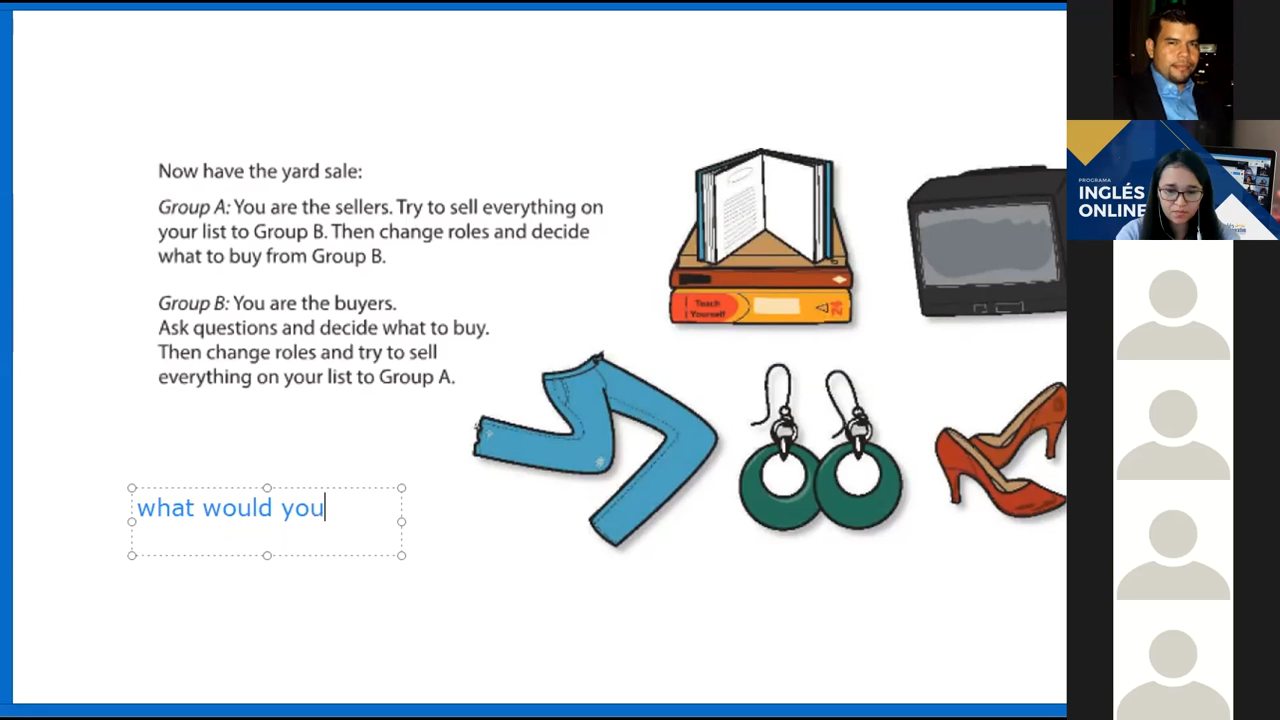 Now have the yard sale:
Group A: You are the sellers. Try to sell everything on
your list to Group B. Then change roles and decide
what to buy from Group B.
Group B: You are the buyers.
Ask questions and decide what to buy.
Then change roles and try to sell
everything on your list to Group A.
what would you
Teach
Yourself
24
PROGRAMA
INGLÉS
ONLINE